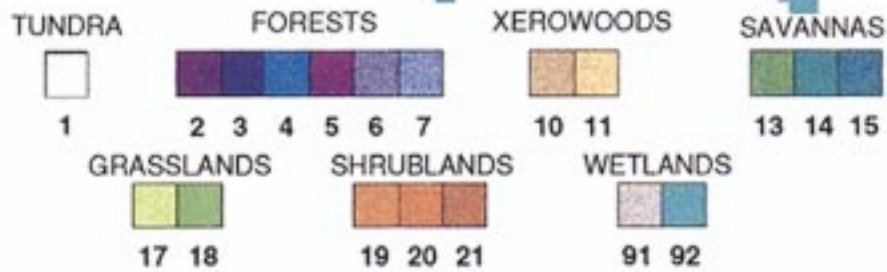 TUNDRA FORESTS XEROWOODS SAVANNAS
1 2 3 4 5 6 7 10 11 13 14 15
GRASSLANDS SHRUBLANDS WETLANDS
17 18 19 20 21 91 92